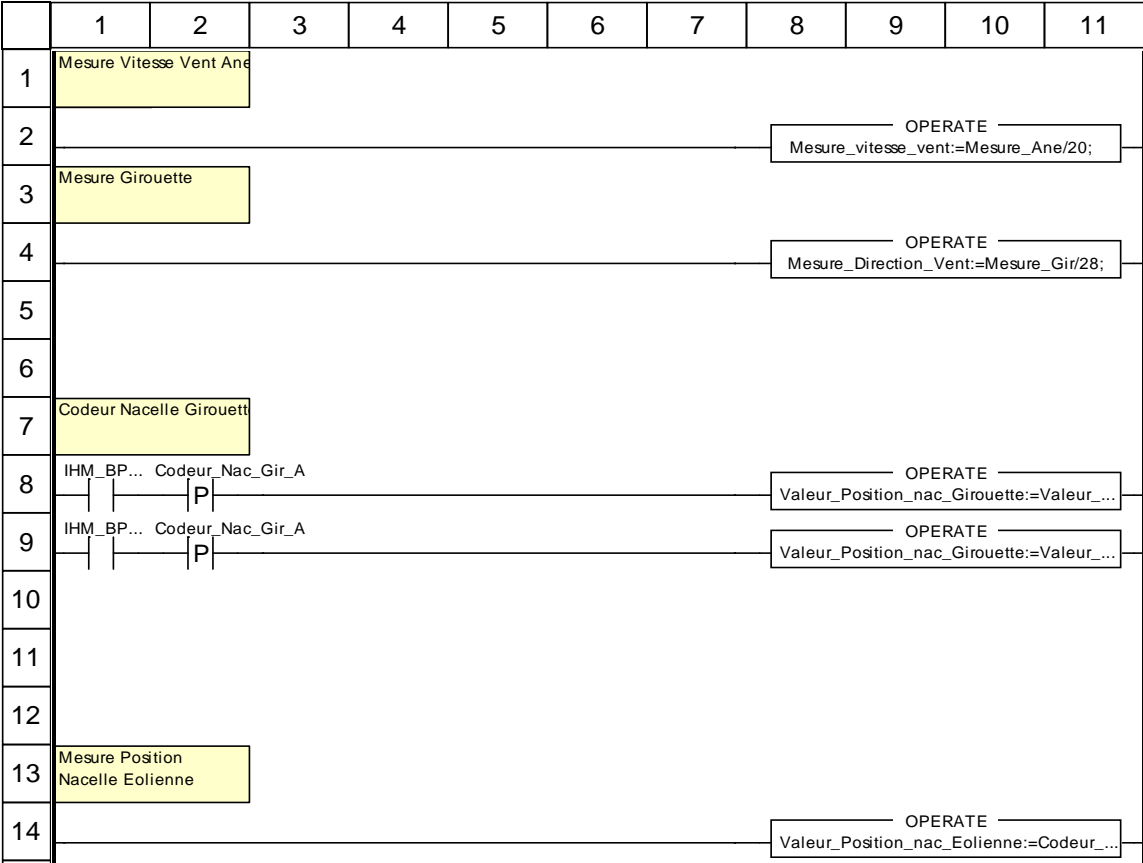 1 2 3 4 5 6 7 8 9 10 11
1
Mesure Vitesse Vent Ane
2
OPERATE
Mesure_vitesse_vent:=Mesure_Ane/20;
3
Mesure Girouette
4
OPERATE
Mesure_Direction_Vent:=Mesure_Gir/28;
5
6
7
Codeur Nacelle Girouett
8
IHM_BP... Codeur_Nac_Gir_A
P
OPERATE
Valeur_Position_nac_Girouette:=Valeur_...
9
IHM_BP... Codeur_Nac_Gir_A
P
OPERATE
Valeur_Position_nac_Girouette:=Valeur_...
10
11
12
13
Mesure Position
Nacelle Eolienne
14
OPERATE
Valeur_Position_nac_Eolienne:=Codeur_...